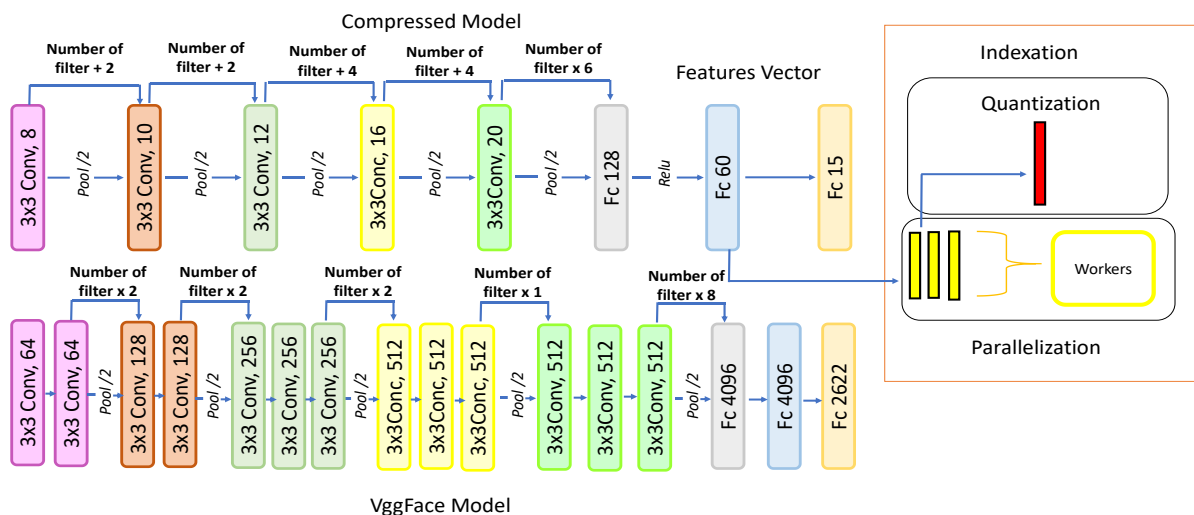 Compressed Model
Number of
filter + 2
Number of
filter + 2
Number of
filter + 4
Number of
filter + 4
Number of
filter x 6
Features Vector
3x3 Conv, 8
Pool /2
3x3 Conv, 10
Pool /2
3x3 Conv, 12
Pool /2
3x3Conc, 16
Pool /2
3x3Conv, 20
Pool /2
Fc 128
Relu
Fc 60
Fc 15
Indexation
Quantization
Workers
Parallelization
Number of
filter x 2
Number of
filter x 2
Number of
filter x 2
Number of
filter x 1
Number of
filter x 8
3x3 Conv, 64
3x3 Conv, 64
Pool /2
3x3 Conv, 128
3x3 Conv, 128
Pool /2
3x3 Conv, 256
3x3 Conv, 256
3x3 Conv, 256
Pool /2
3x3Conc, 512
3x3Conc, 512
3x3Conc, 512
Pool /2
3x3Conv, 512
3x3Conv, 512
3x3Conv, 512
Pool /2
Fc 4096
Fc 4096
Fc 2622
VggFace Model